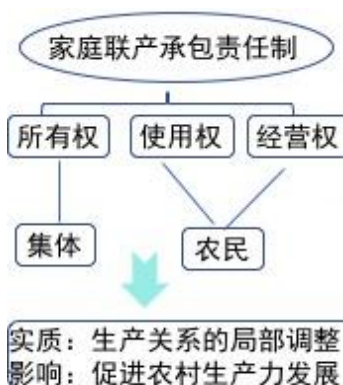 家庭联产承包责任制
所有权 使用权 经营权
集体 农民
实质：生产关系的局部调整
影响：促进农村生产力发展